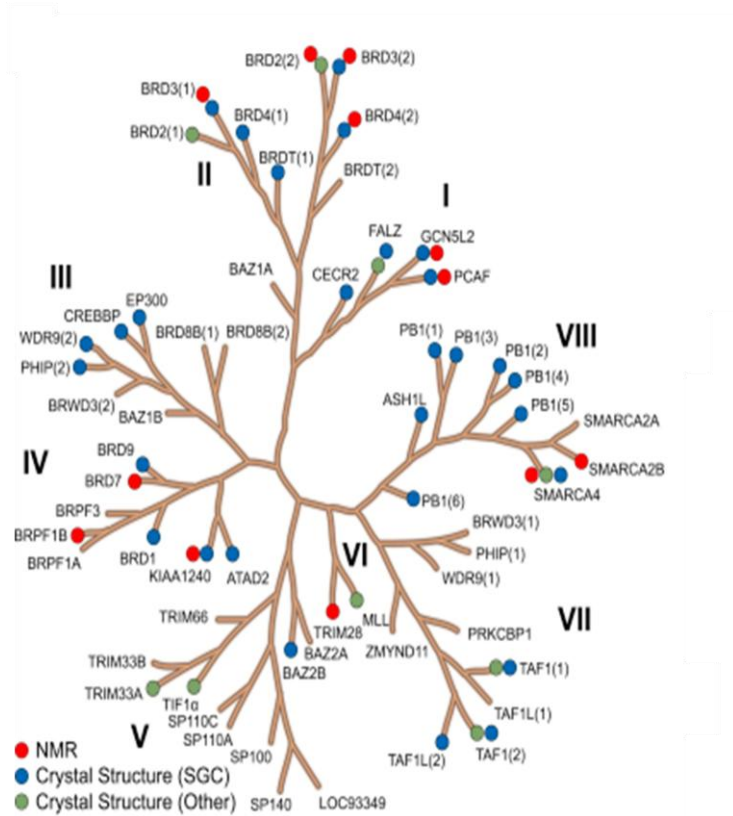 BRD2(2)
BRD3(2)
BRD3(1)
BRD4(1)
BRD4(2)
BRD2(1)
BRDT(1)
BRDT(2)
II
I
FALZ
GCN5L2
BAZ1A
CECR2
PCAF
III
EP300
CREBBP
WDR9(2)
BRD8B(1)
BRD8B(2)
PHIP(2)
BRWD3(2)
BAZ1B
PB1(1)
PB1(3)
VIII
PB1(2)
PB1(4)
ASH1L
PB1(5)
SMARCA2A
SMARCA2B
SMARCA4
PB1(6)
IV
BRD9
BRD7
BRPF3
BRPF1B
BRPF1A
BRD1
KIAA1240
ATAD2
BRWD3(1)
PHIP(1)
WDR9(1)
VI
MLL
TRIM28
ZMYND11
VII
PRKCBP1
TAF1(1)
TAF1L(1)
TAF1(2)
TAF1L(2)
TRIM66
BAZ2A
BAZ2B
TRIM33B
TRIM33A
TIF1α
SP110C
SP110A
SP100
V
SP140
LOC93349
NMR
Crystal Structure (SGC)
Crystal Structure (Other)